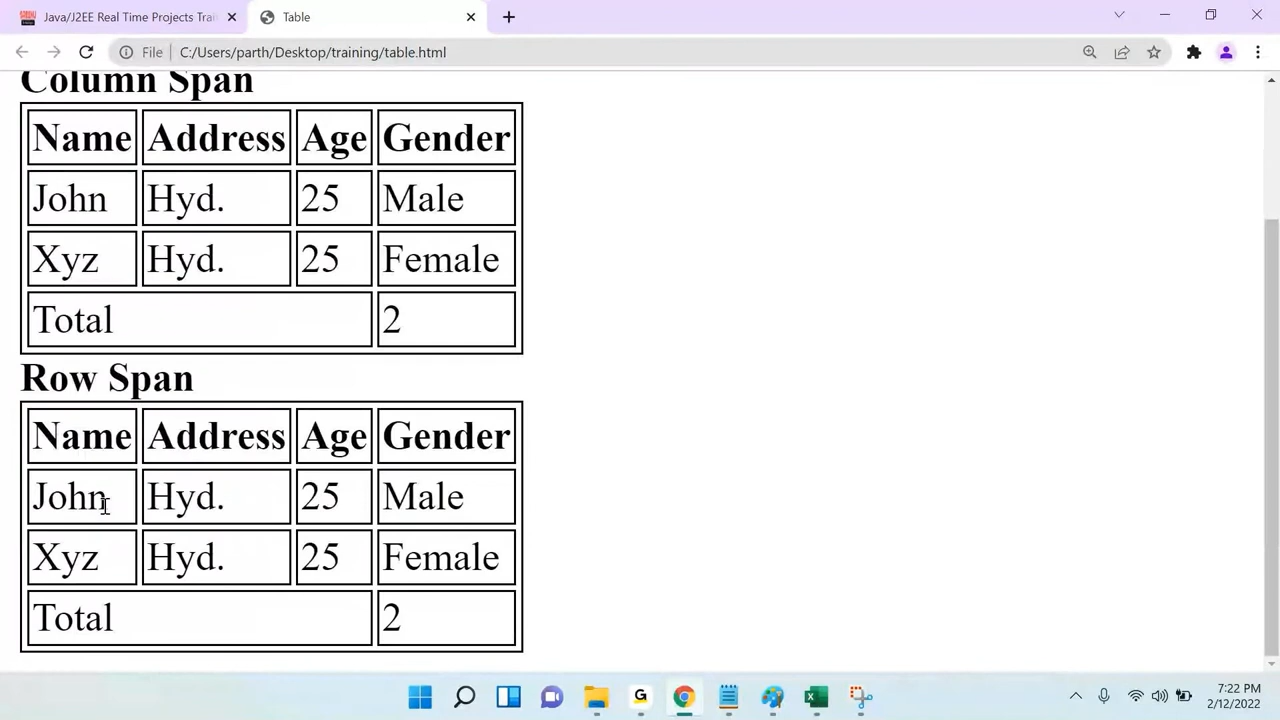 Java/J2EE Real Time Projects Trai
Table
File
C:/Users/parth/Desktop/training/table.html
Column Span
Name Address Age Gender
John Hyd. 25 Male
Xyz Hyd. 25 Female
Total 2
Row Span
Name Address Age Gender
John Hyd. 25 Male
Xyz Hyd. 25 Female
Total 2
G
7:22 PM
2/12/2022